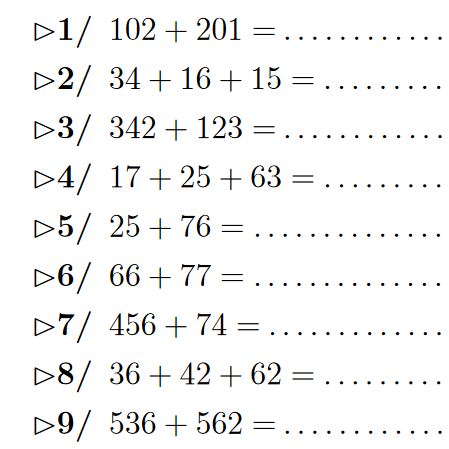 ▷1/ 102 + 201 = ............
▷2/ 34 + 16 + 15 = .........
▷3/ 342 + 123 = ............
▷4/ 17 + 25 + 63 = .........
▷5/ 25 + 76 = ..............
▷6/ 66 + 77 = ..............
▷7/ 456 + 74 = .............
▷8/ 36 + 42 + 62 = .........
▷9/ 536 + 562 = ............